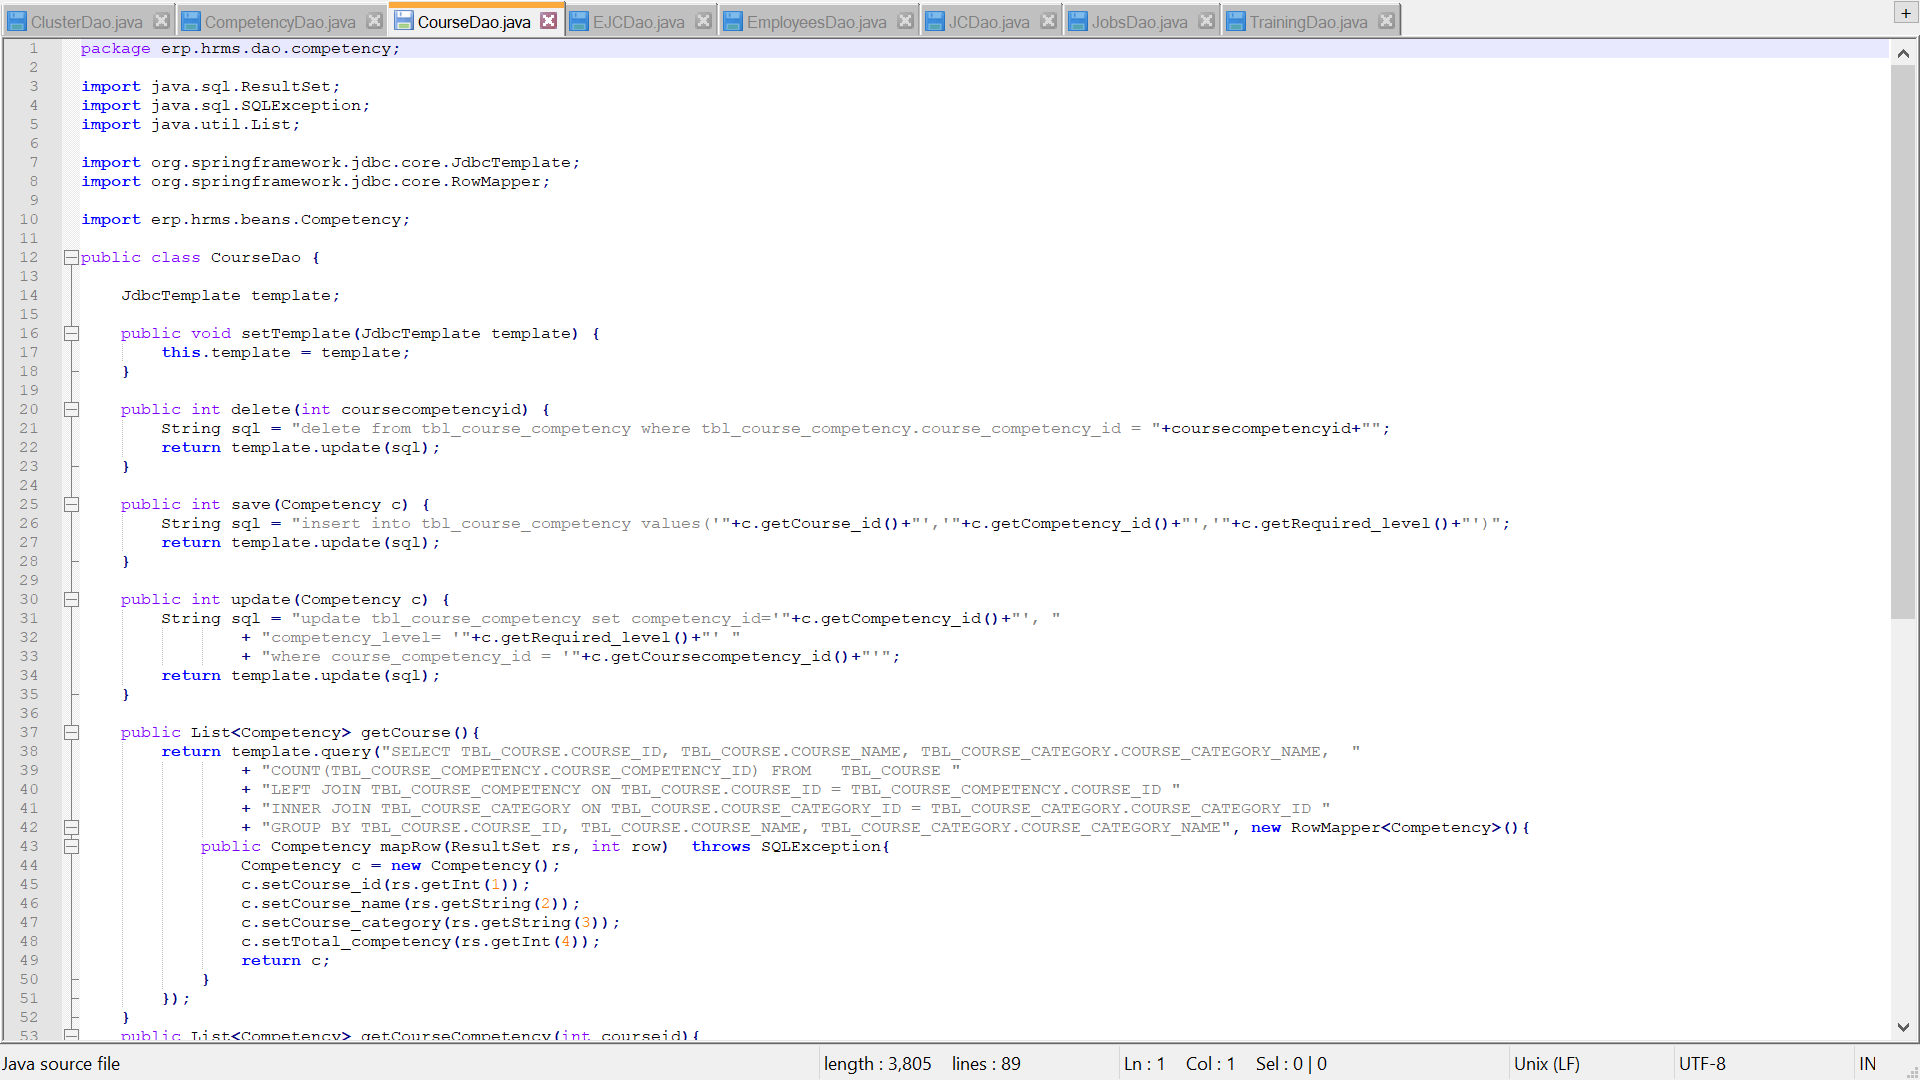 ClusterDao.java CompetencyDao.java CourseDao.java EJCDao.java EmployeesDao.java JCDao.java JobsDao.java TrainingDao.java +
1 package erp.hrms.dao.competency;
2
3 import java.sql.ResultSet;
4 import java.sql.SQLException;
5 import java.util.List;
6
7 import org.springframework.jdbc.core.JdbcTemplate;
8 import org.springframework.jdbc.core.RowMapper;
9
10 import erp.hrms.beans.Competency;
11
12 public class CourseDao {
13
14 JdbcTemplate template;
15
16 public void setTemplate(JdbcTemplate template) {
17 this.template = template;
18 }
19
20 public int delete(int coursecompetencyid) {
21 String sql = "delete from tbl_course_competency where tbl_course_competency.course_competency_id = "+coursecompetencyid+"";
22 return template.update(sql);
23 }
24
25 public int save(Competency c) {
26 String sql = "insert into tbl_course_competency values('"+c.getCourse_id()+"','"+c.getCompetency_id()+"','"+c.getRequired_level()+"')";
27 return template.update(sql);
28 }
29
30 public int update(Competency c) {
31 String sql = "update tbl_course_competency set competency_id='"+c.getCompetency_id()+"', "
32 + "competency_level= '"+c.getRequired_level()+"' "
33 + "where course_competency_id = '"+c.getCoursecompetency_id()+"'";
34 return template.update(sql);
35 }
36
37 public List<Competency> getCourse(){
38 return template.query("SELECT TBL_COURSE.COURSE_ID, TBL_COURSE.COURSE_NAME, TBL_COURSE_CATEGORY.COURSE_CATEGORY_NAME,  "
39 + "COUNT(TBL_COURSE_COMPETENCY.COURSE_COMPETENCY_ID) FROM   TBL_COURSE "
40 + "LEFT JOIN TBL_COURSE_COMPETENCY ON TBL_COURSE.COURSE_ID = TBL_COURSE_COMPETENCY.COURSE_ID "
41 + "INNER JOIN TBL_COURSE_CATEGORY ON TBL_COURSE.COURSE_CATEGORY_ID = TBL_COURSE_CATEGORY.COURSE_CATEGORY_ID "
42 + "GROUP BY TBL_COURSE.COURSE_ID, TBL_COURSE.COURSE_NAME, TBL_COURSE_CATEGORY.COURSE_CATEGORY_NAME", new RowMapper<Competency>(){
43 public Competency mapRow(ResultSet rs, int row)  throws SQLException{
44 Competency c = new Competency();
45 c.setCourse_id(rs.getInt(1));
46 c.setCourse_name(rs.getString(2));
47 c.setCourse_category(rs.getString(3));
48 c.setTotal_competency(rs.getInt(4));
49 return c;
50 }
51 });
52 }
53 public List<Competency> getCourseCompetency(int courseid){
Java source file length : 3,805 lines : 89 Ln : 1 Col : 1 Sel : 0 | 0 Unix (LF) UTF-8 IN